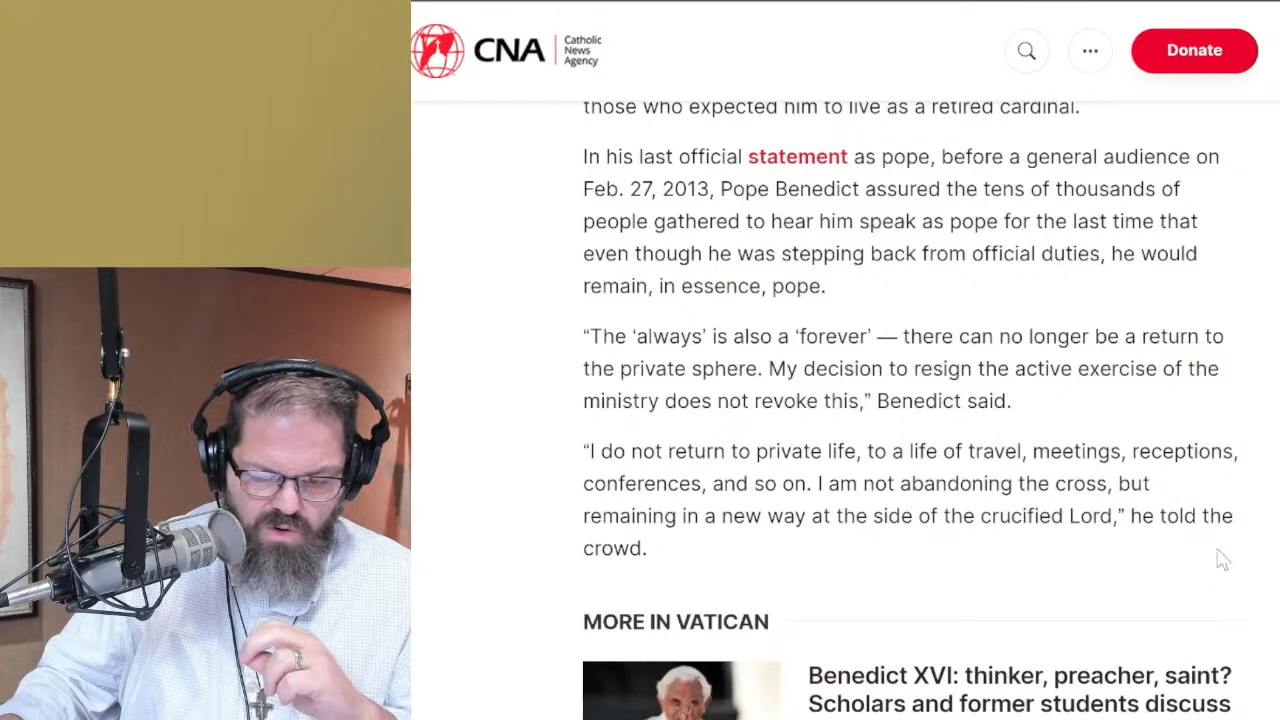 CNA
Catholic
News
Agency
Donate
those who expected him to live as a retired cardinal.
In his last official statement as pope, before a general audience on
Feb. 27, 2013, Pope Benedict assured the tens of thousands of
people gathered to hear him speak as pope for the last time that
even though he was stepping back from official duties, he would
remain, in essence, pope.
“The ‘always’ is also a ‘forever’ — there can no longer be a return to
the private sphere. My decision to resign the active exercise of the
ministry does not revoke this,” Benedict said.
“I do not return to private life, to a life of travel, meetings, receptions,
conferences, and so on. I am not abandoning the cross, but
remaining in a new way at the side of the crucified Lord,” he told the
crowd.
MORE IN VATICAN
Benedict XVI: thinker, preacher, saint?
Scholars and former students discuss